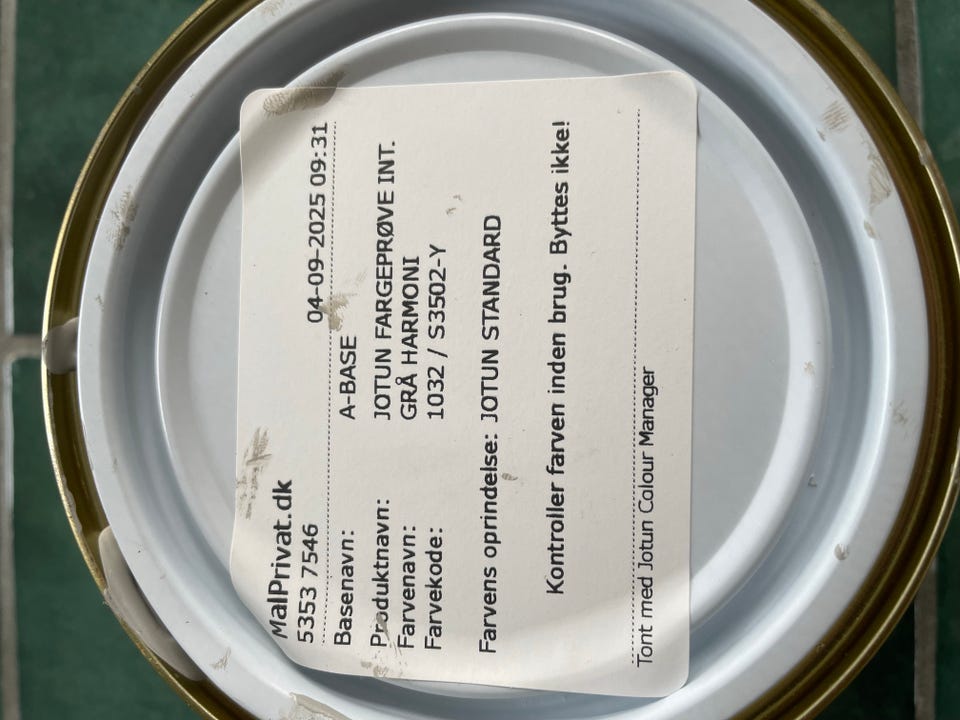 MalPrivat.dk
5353 7546 04-09-2025 09:31
Basenavn: A-BASE
Produktnavn: JOTUN FARGEPRØVE INT.
Farvenavn: GRÅ HARMONI
Farvekode: 1032 / S3502-Y
Farvens oprindelse: JOTUN STANDARD
Kontroller farven inden brug. Byttes ikke!
Tont med Jotun Colour Manager